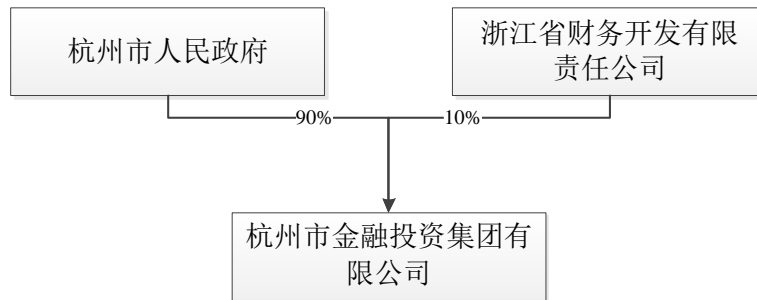 杭州市人民政府
浙江省财务开发有限
责任公司
90%
10%
杭州市金融投资集团有
限公司